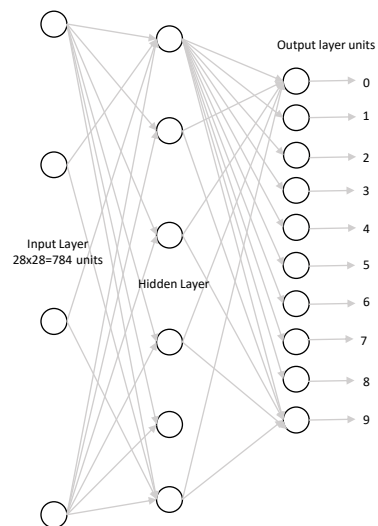 Output layer units
0
1
2
3
4
5
6
7
8
9
Input Layer
28x28=784 units
Hidden Layer